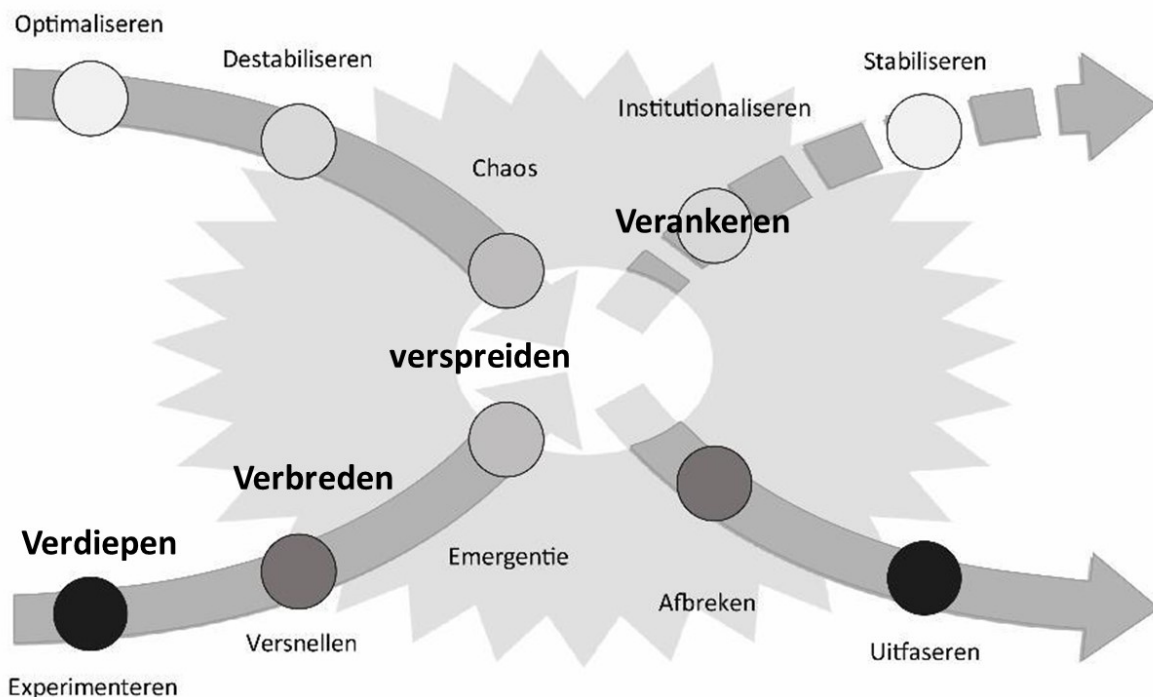 Optimaliseren
Destabiliseren
Stabiliseren
Institutionaliseren
Chaos
Verankeren
verspreiden
Verbreden
Verdiepen
Emergentie
Afbreken
Versnellen
Uitfaseren
Experimenteren